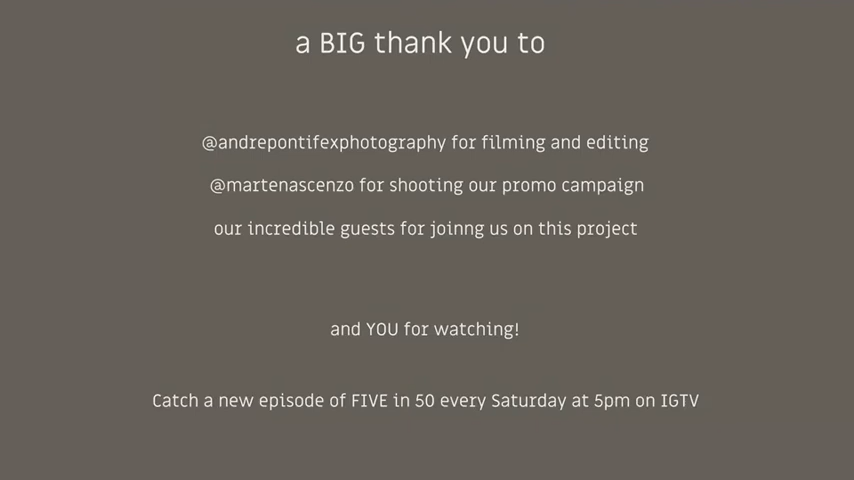 a BIG thank you to
@andrepontifexphotography for filming and editing
@martenascenzo for shooting our promo campaign
our incredible guests for joinng us on this project
and YOU for watching!
Catch a new episode of FIVE in 50 every Saturday at 5pm on IGTV